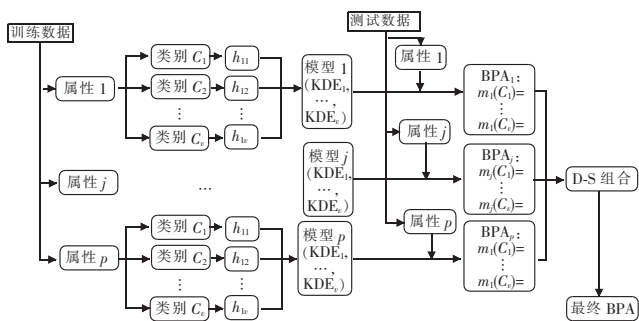 训练数据
测试数据
属性 1
类别 C₁
h₁₁
类别 C₂
h₁₂
⋮
⋮
类别 Cᵥ
h₁ᵥ
模型 1
(KDE₁,
…,
KDEᵥ)
属性 1
BPA₁:
m₁(C₁)=
⋮
m₁(Cᵥ)=
属性 j
…
模型 j
(KDE₁,
…,
KDEᵥ)
属性 j
BPAⱼ:
mⱼ(C₁)=
⋮
mⱼ(Cᵥ)=
D-S 组合
属性 p
类别 C₁
h₁₁
类别 C₂
h₁₂
⋮
⋮
类别 Cᵥ
h₁ᵥ
模型 p
(KDE₁,
…,
KDEᵥ)
属性 p
BPAₚ:
m₁(C₁)=
⋮
m₁(Cᵥ)=
最终 BPA